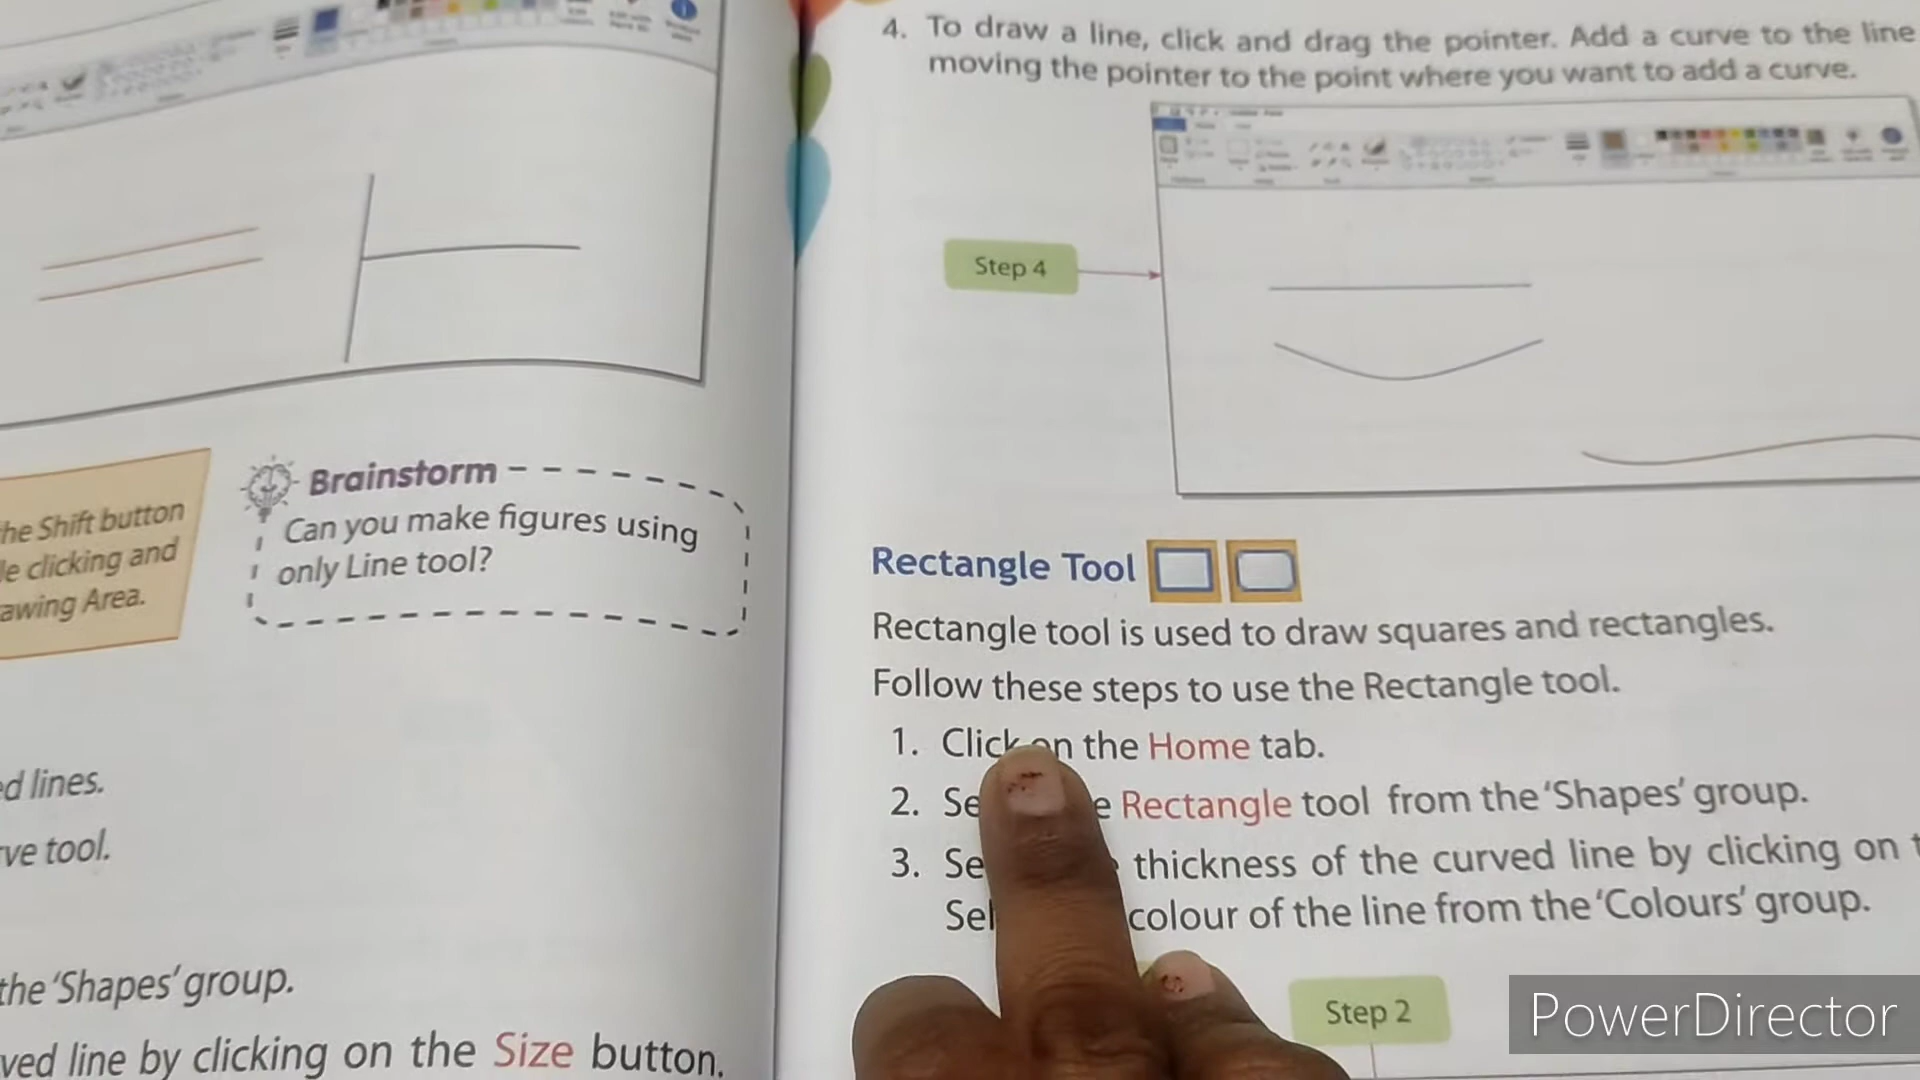 he Shift button
le clicking and
awing Area.
Brainstorm
Can you make figures using
only Line tool?
ed lines.
ve tool.
the 'Shapes' group.
ved line by clicking on the Size button.
4. To draw a line, click and drag the pointer. Add a curve to the line
moving the pointer to the point where you want to add a curve.
Step 4
Rectangle Tool
Rectangle tool is used to draw squares and rectangles.
Follow these steps to use the Rectangle tool.
1. Click on the Home tab.
2. Se e Rectangle tool from the 'Shapes' group.
3. Se thickness of the curved line by clicking on t
Sel colour of the line from the 'Colours' group.
Step 2
PowerDirector